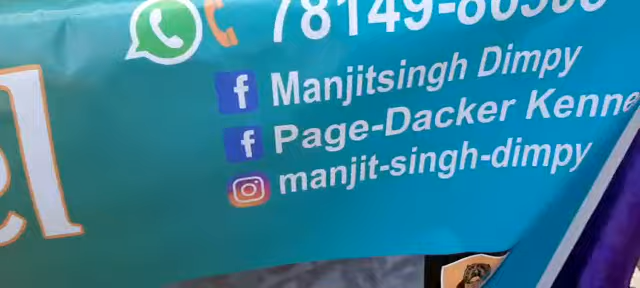 Manjitsingh Dimpy
Page-Dacker Kenne
manjit-singh-dimpy